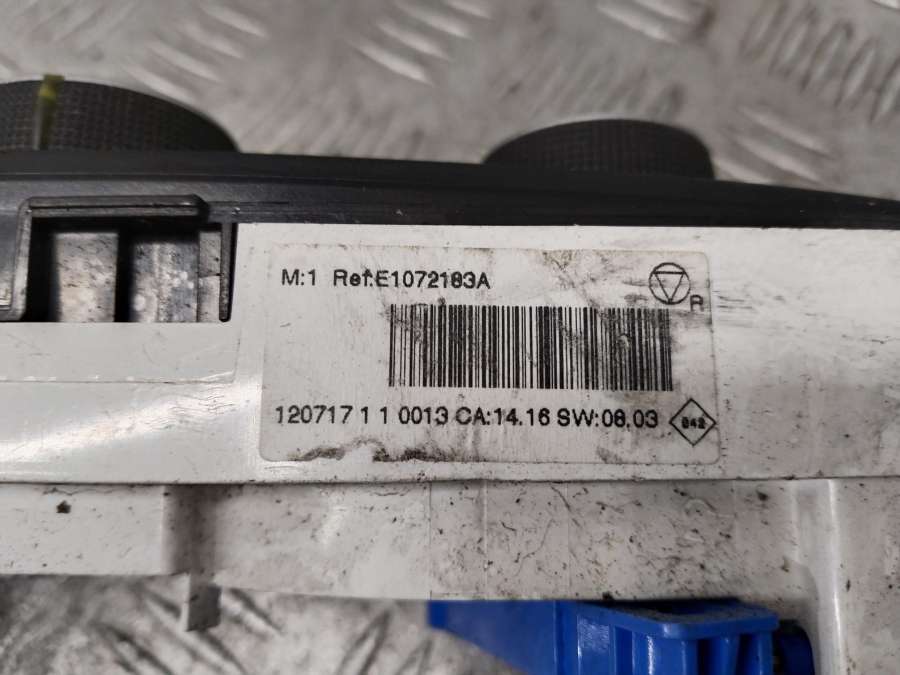 M:1 Ref:E1072183A
R
120717 1 1 0013 CA:14.16 SW:08.03